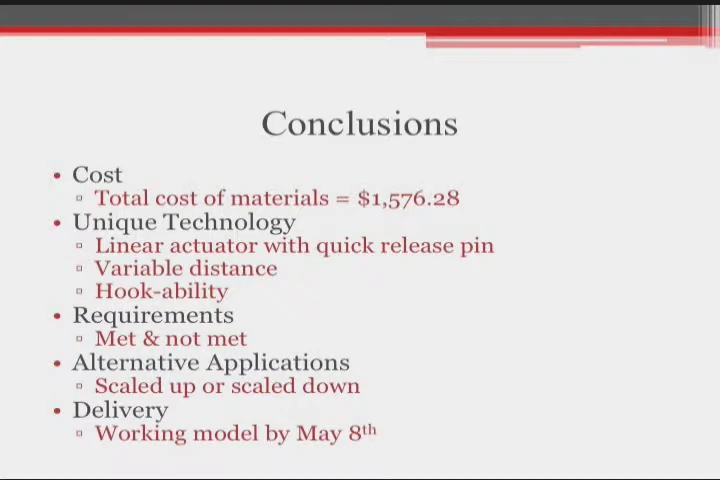 Conclusions
• Cost
▫ Total cost of materials = $1,576.28
• Unique Technology
▫ Linear actuator with quick release pin
▫ Variable distance
▫ Hook-ability
• Requirements
▫ Met & not met
• Alternative Applications
▫ Scaled up or scaled down
• Delivery
▫ Working model by May 8th